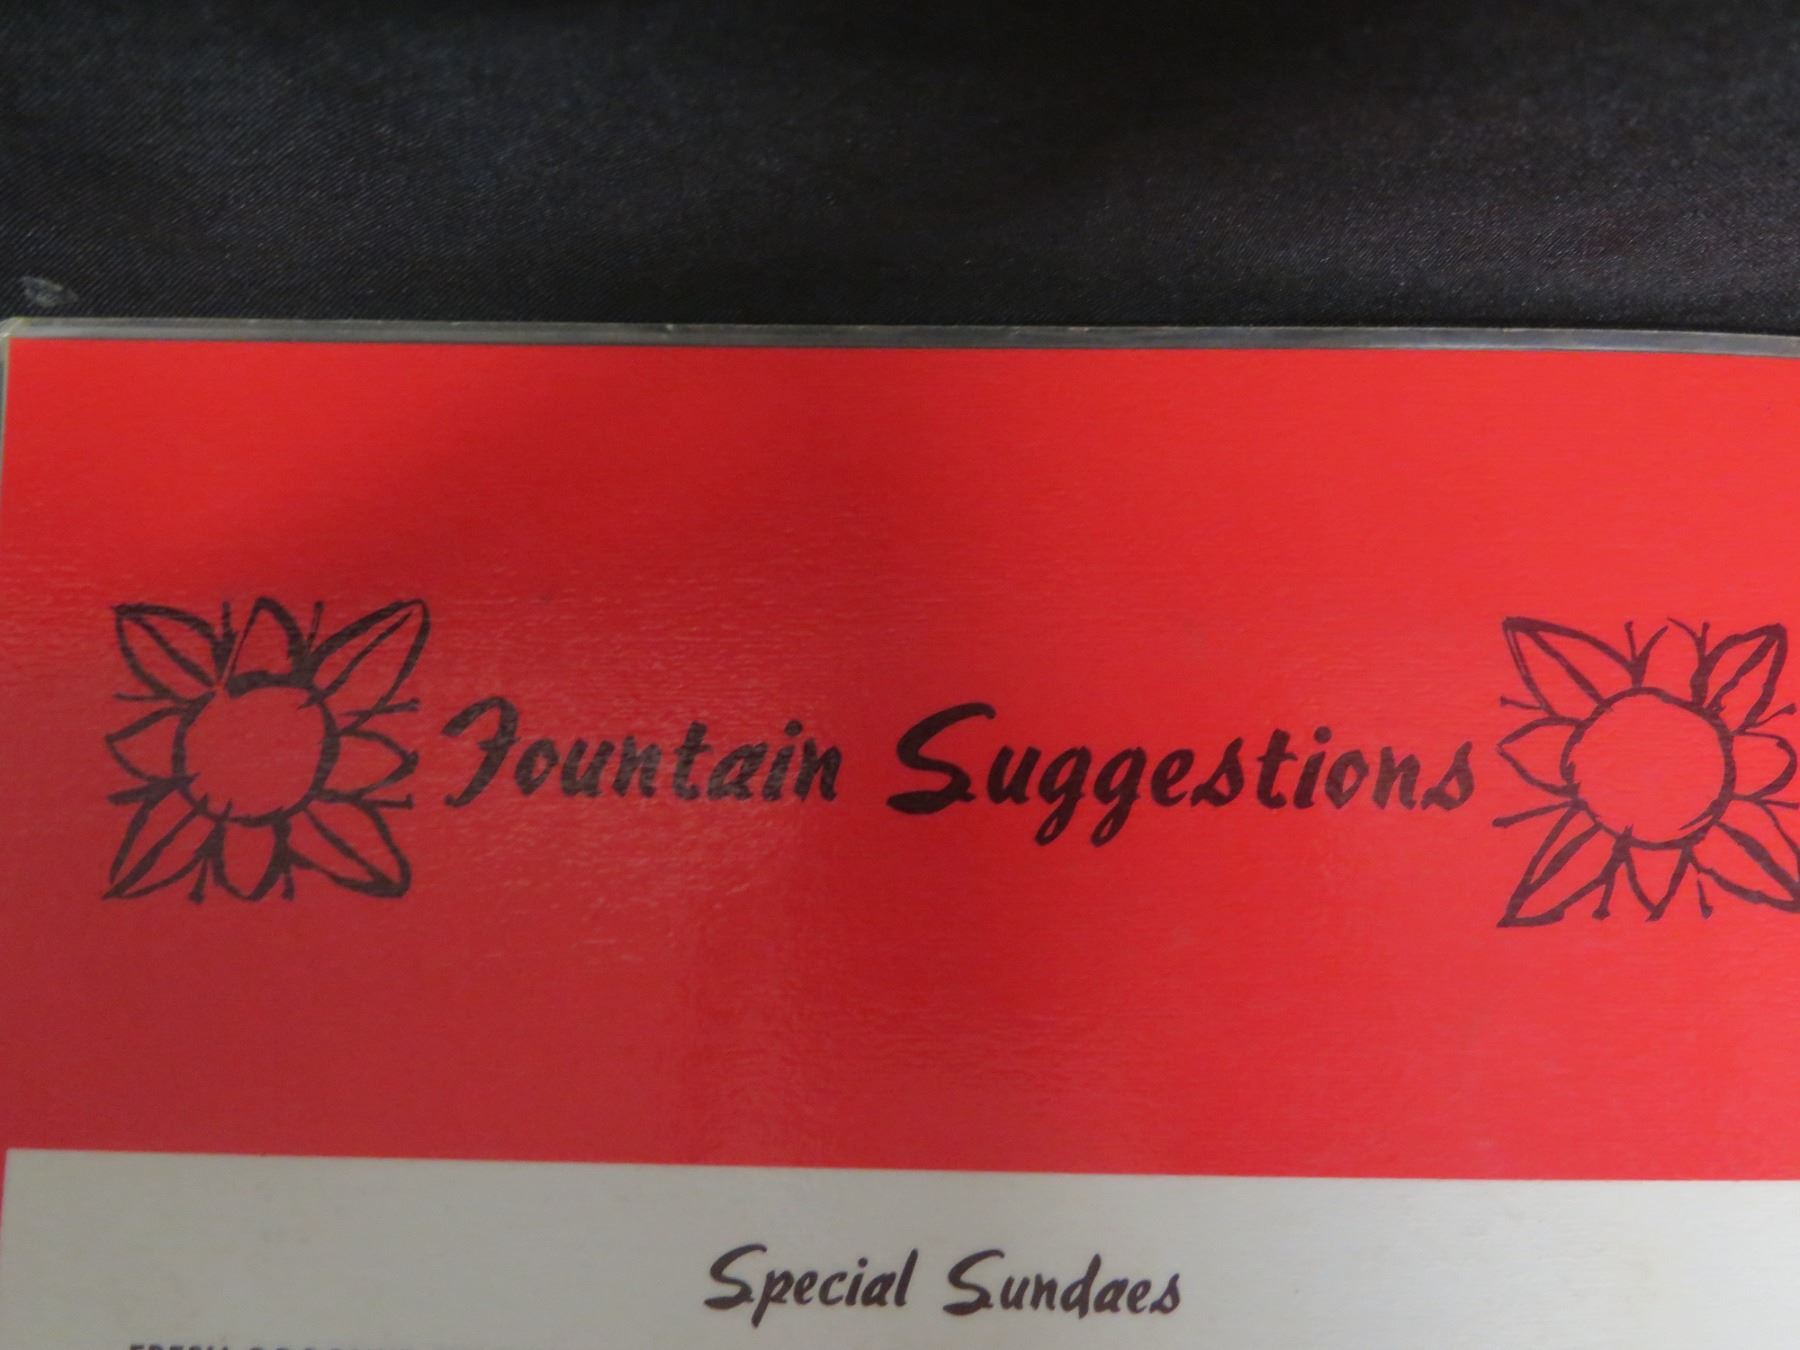 Fountain Suggestions
Special Sundaes